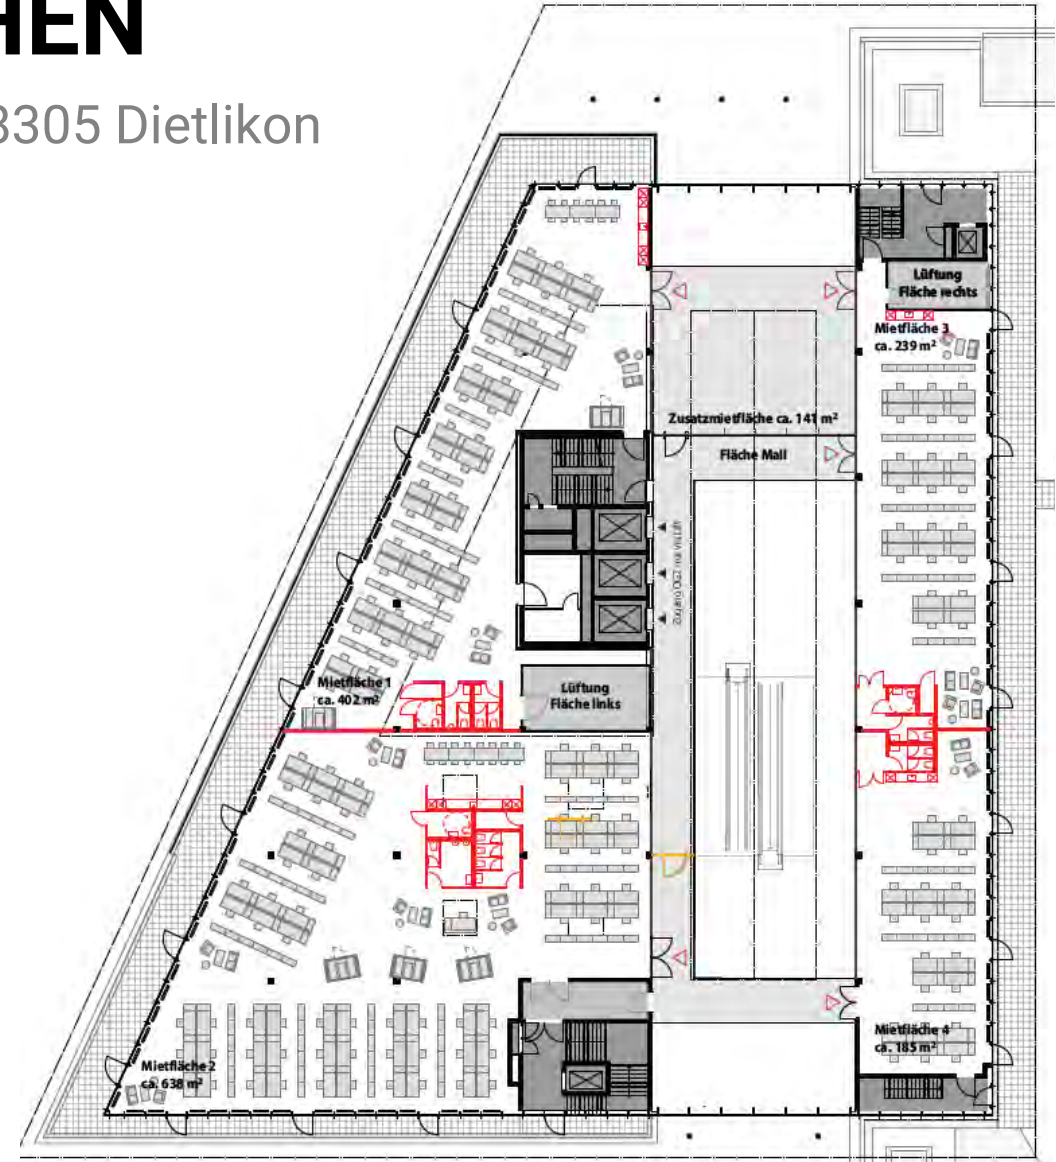 HEN
8305 Dietlikon
Lüftung
Fläche rechts
Mietfläche 3
ca. 239 m²
Zusatzmietfläche ca. 141 m²
Fläche Mall
Mietfläche 1
ca. 402 m²
Lüftung
Fläche links
Mietfläche 2
ca. 638 m²
Mietfläche 4
ca. 185 m²